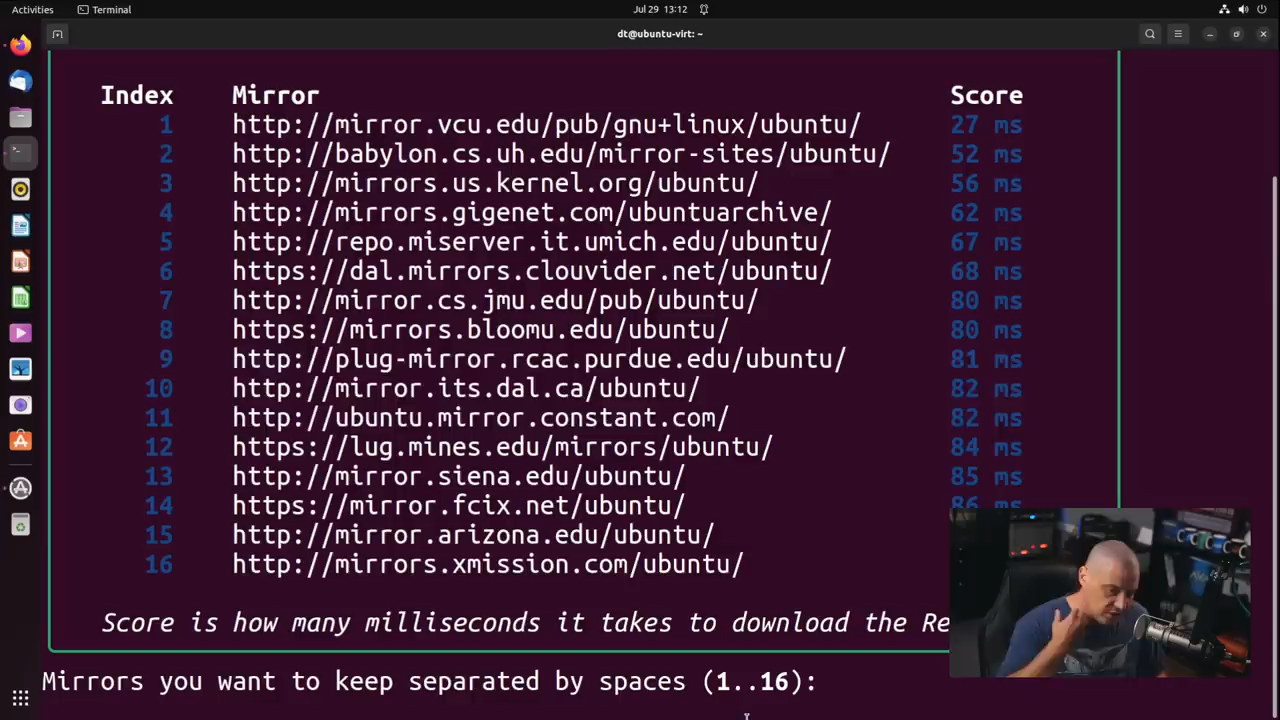 Activities Terminal Jul 29 13:12
dt@ubuntu-virt: ~
Index Mirror Score
1 http://mirror.vcu.edu/pub/gnu+linux/ubuntu/ 27 ms
2 http://babylon.cs.uh.edu/mirror-sites/ubuntu/ 52 ms
3 http://mirrors.us.kernel.org/ubuntu/ 56 ms
4 http://mirrors.gigenet.com/ubuntuarchive/ 62 ms
5 http://repo.miserver.it.umich.edu/ubuntu/ 67 ms
6 https://dal.mirrors.clouvider.net/ubuntu/ 68 ms
7 http://mirror.cs.jmu.edu/pub/ubuntu/ 80 ms
8 https://mirrors.bloomu.edu/ubuntu/ 80 ms
9 http://plug-mirror.rcac.purdue.edu/ubuntu/ 81 ms
10 http://mirror.its.dal.ca/ubuntu/ 82 ms
11 http://ubuntu.mirror.constant.com/ 82 ms
12 https://lug.mines.edu/mirrors/ubuntu/ 84 ms
13 http://mirror.siena.edu/ubuntu/ 85 ms
14 https://mirror.fcix.net/ubuntu/ 86 ms
15 http://mirror.arizona.edu/ubuntu/
16 http://mirrors.xmission.com/ubuntu/
Score is how many milliseconds it takes to download the Re
Mirrors you want to keep separated by spaces (1..16):